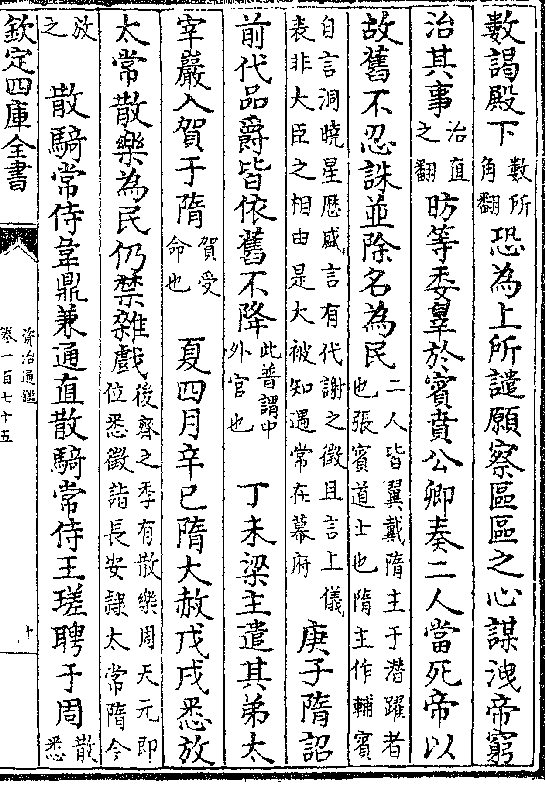 數謁殿下數所角翻恐為上所譴願察區區之心謀洩帝窮
治其事治直之翻昉等委辠於賓賁公卿奏二人當死帝以
故舊不忍誅並除名為民二人皆翼戴隋主于潛躍者也張賓道士也隋主作輔賓
自言洞曉星厯盛言有代謝之徵且言上儀表非大臣之相由是大被知遇常在幕府庚子隋詔
前代品爵皆依舊不降此普謂中外官也丁未梁主遣其弟太
宰巖入賀于隋賀受命也夏四月辛巳隋大赦戊戌悉放
太常散樂為民仍禁雜戲後齊之季有散樂周天元即位悉徵詣長安隸太常隋今
放之散騎常侍韋鼎兼通直散騎常侍王瑳聘于周散悉
欽定四庫全書
資治通鑑
卷一百七十五
十